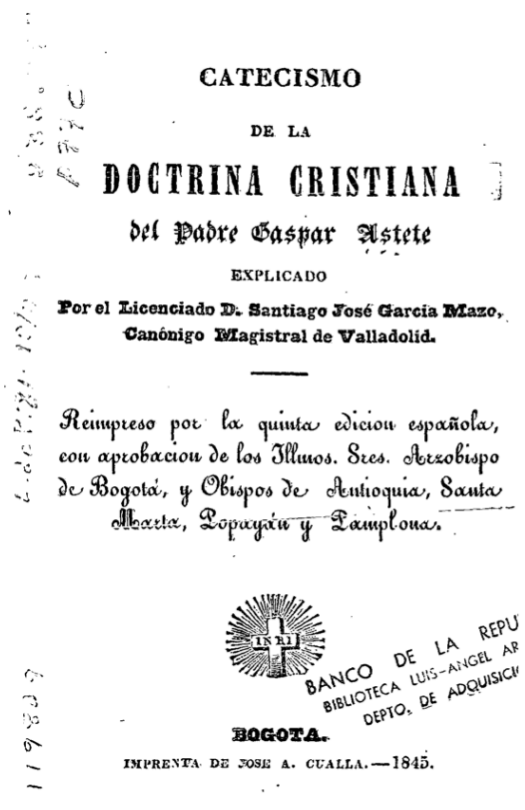 CATECISMO
DE LA
DOCTRINA CRISTIANA
del Padre Gaspar Astete
EXPLICADO
Por el Licenciado D. Santiago José Garcia Mazo,
Canónigo Magistral de Valladolid.
Reimpreso por la quinta edicion española,
con aprobacion de los Illmos. Sres. Arzobispo
de Bogotá, y Obispos de Antioquia, Santa
Marta, Popayán y Pamplona.
INRI
BANCO DE LA REPU
BIBLIOTECA LUIS-ANGEL AR
DEPTO. DE ADQUISICI
BOGOTA.
IMPRENTA DE JOSE A. CUALLA.—1845.